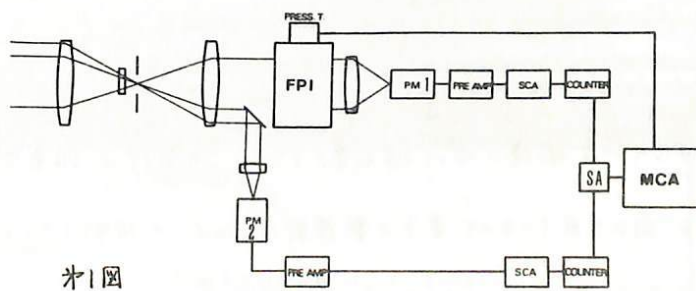 PRESS. T.
FPI
PM 1
PRE AMP
SCA
COUNTER
SA
MCA
PM
2
PRE AMP
SCA
COUNTER
第1図